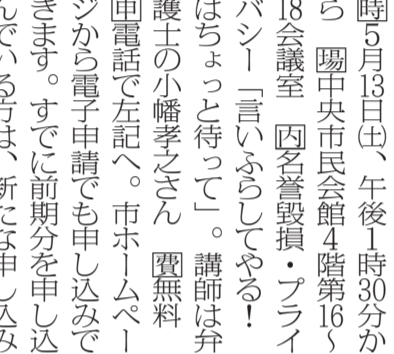 時5月13日㈯、午後1時30分か
ら 場中央市民会館4階第16～
18会議室 内名誉毀損・プライ
バシー「言いふらしてやる！
はちょっと待って」。講師は弁
護士の小幡孝之さん 費無料
申電話で左記へ。市ホームペー
ジから電子申請でも申し込みで
きます。すでに前期分を申し込
んでいる方は、新たな申し込み